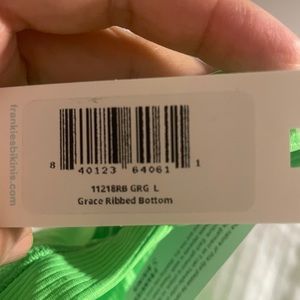 frankiesbikinis.com
8 40123 64061 1
11218RB GRG L
Grace Ribbed Bottom